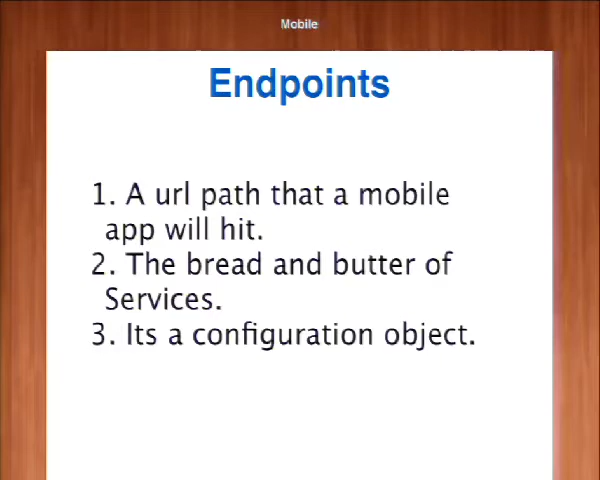 Mobile
Endpoints
1. A url path that a mobile
app will hit.
2. The bread and butter of
Services.
3. Its a configuration object.